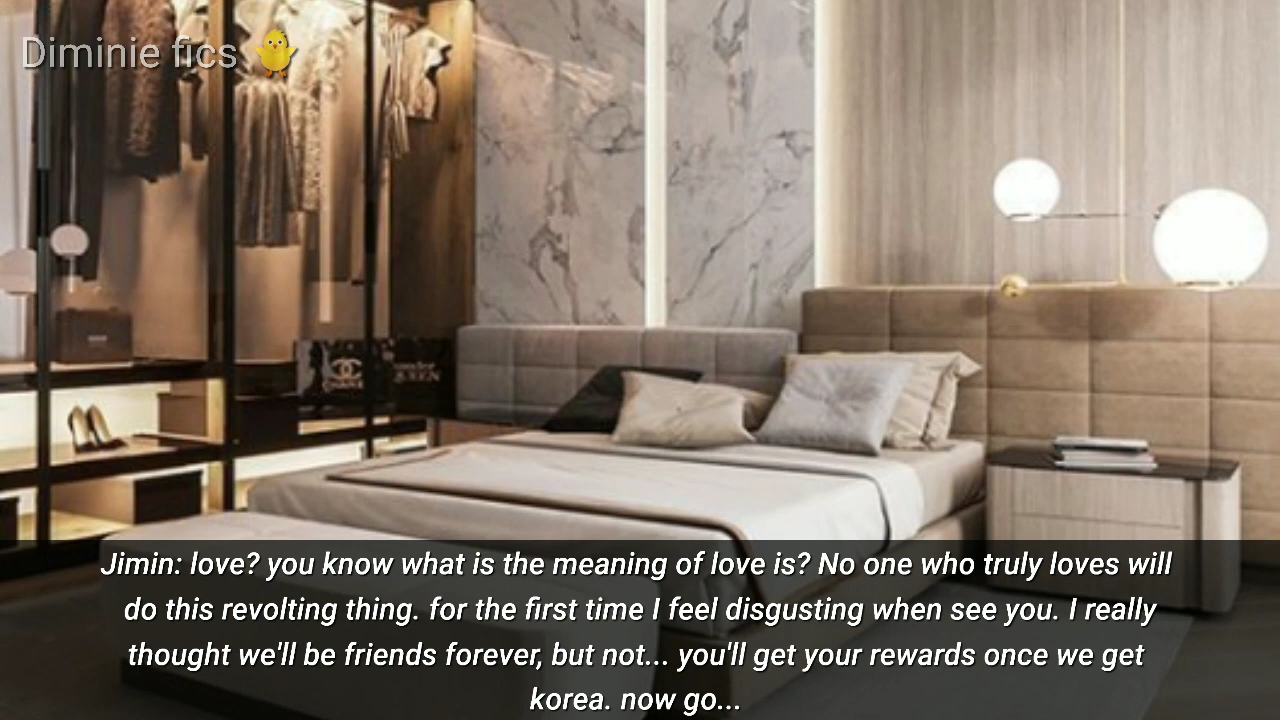 Diminie fics 🐥
CHANEL
QUEEN
Jimin: love? you know what is the meaning of love is? No one who truly loves will
do this revolting thing. for the first time I feel disgusting when see you. I really
thought we'll be friends forever, but not... you'll get your rewards once we get
korea. now go...